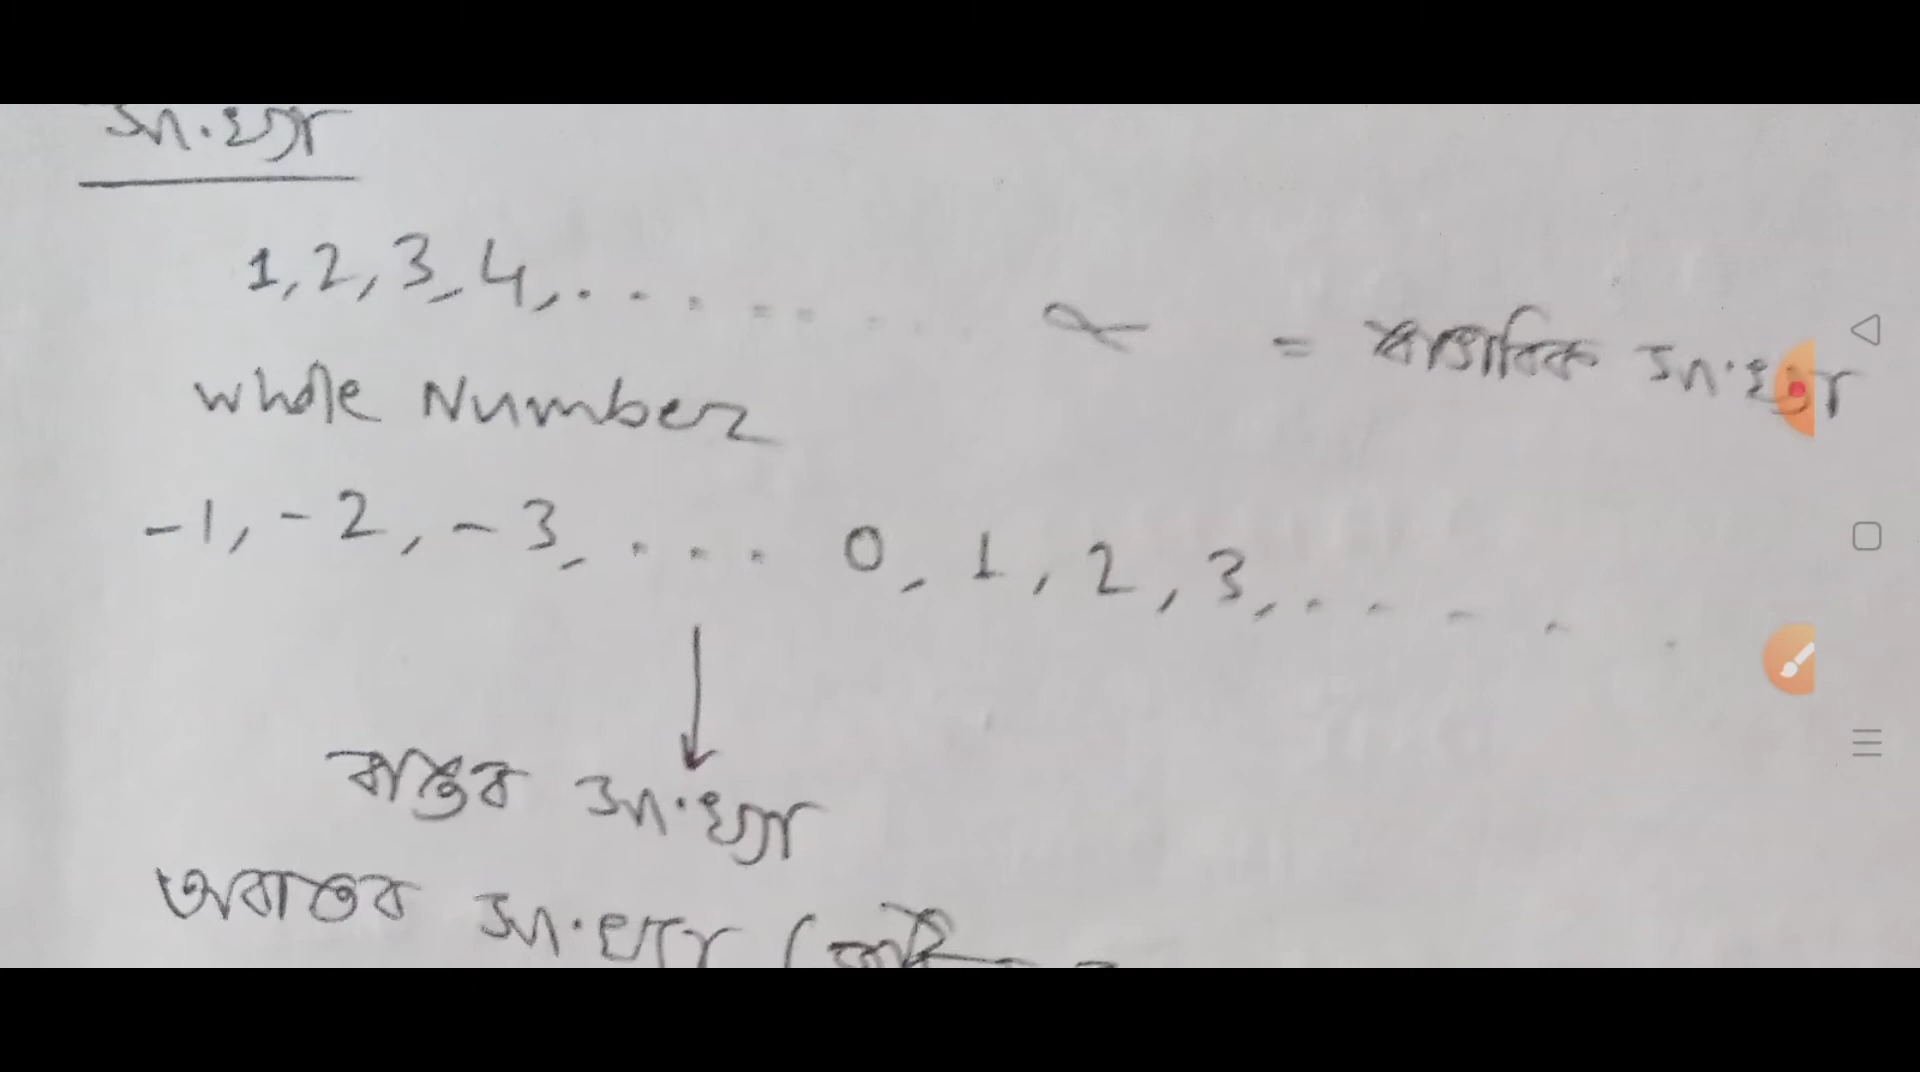 সংখ্যা
1, 2, 3, 4, . . . . . . . . ∝ = স্বাভাবিক সংখ্যা
Whole Number
-1, -2, -3, . . . 0, 1, 2, 3, . . . . .
↓
বাস্তব সংখ্যা
অবাস্তব সংখ্যা (